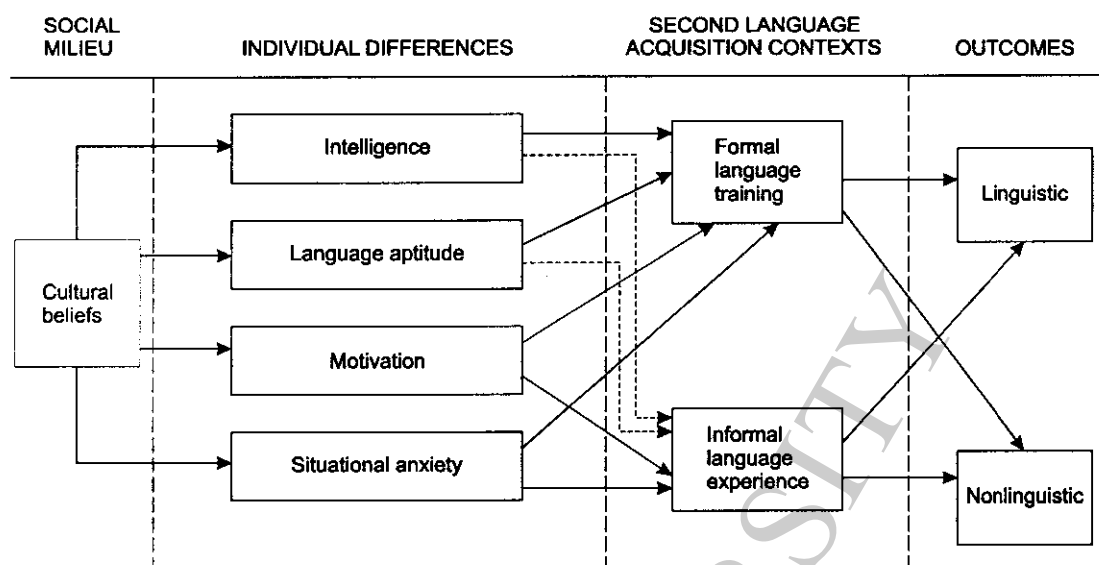 SOCIAL
MILIEU
INDIVIDUAL DIFFERENCES
SECOND LANGUAGE
ACQUISITION CONTEXTS
OUTCOMES
Cultural
beliefs
Intelligence
Language aptitude
Motivation
Situational anxiety
Formal
language
training
Informal
language
experience
Linguistic
Nonlinguistic
SITY